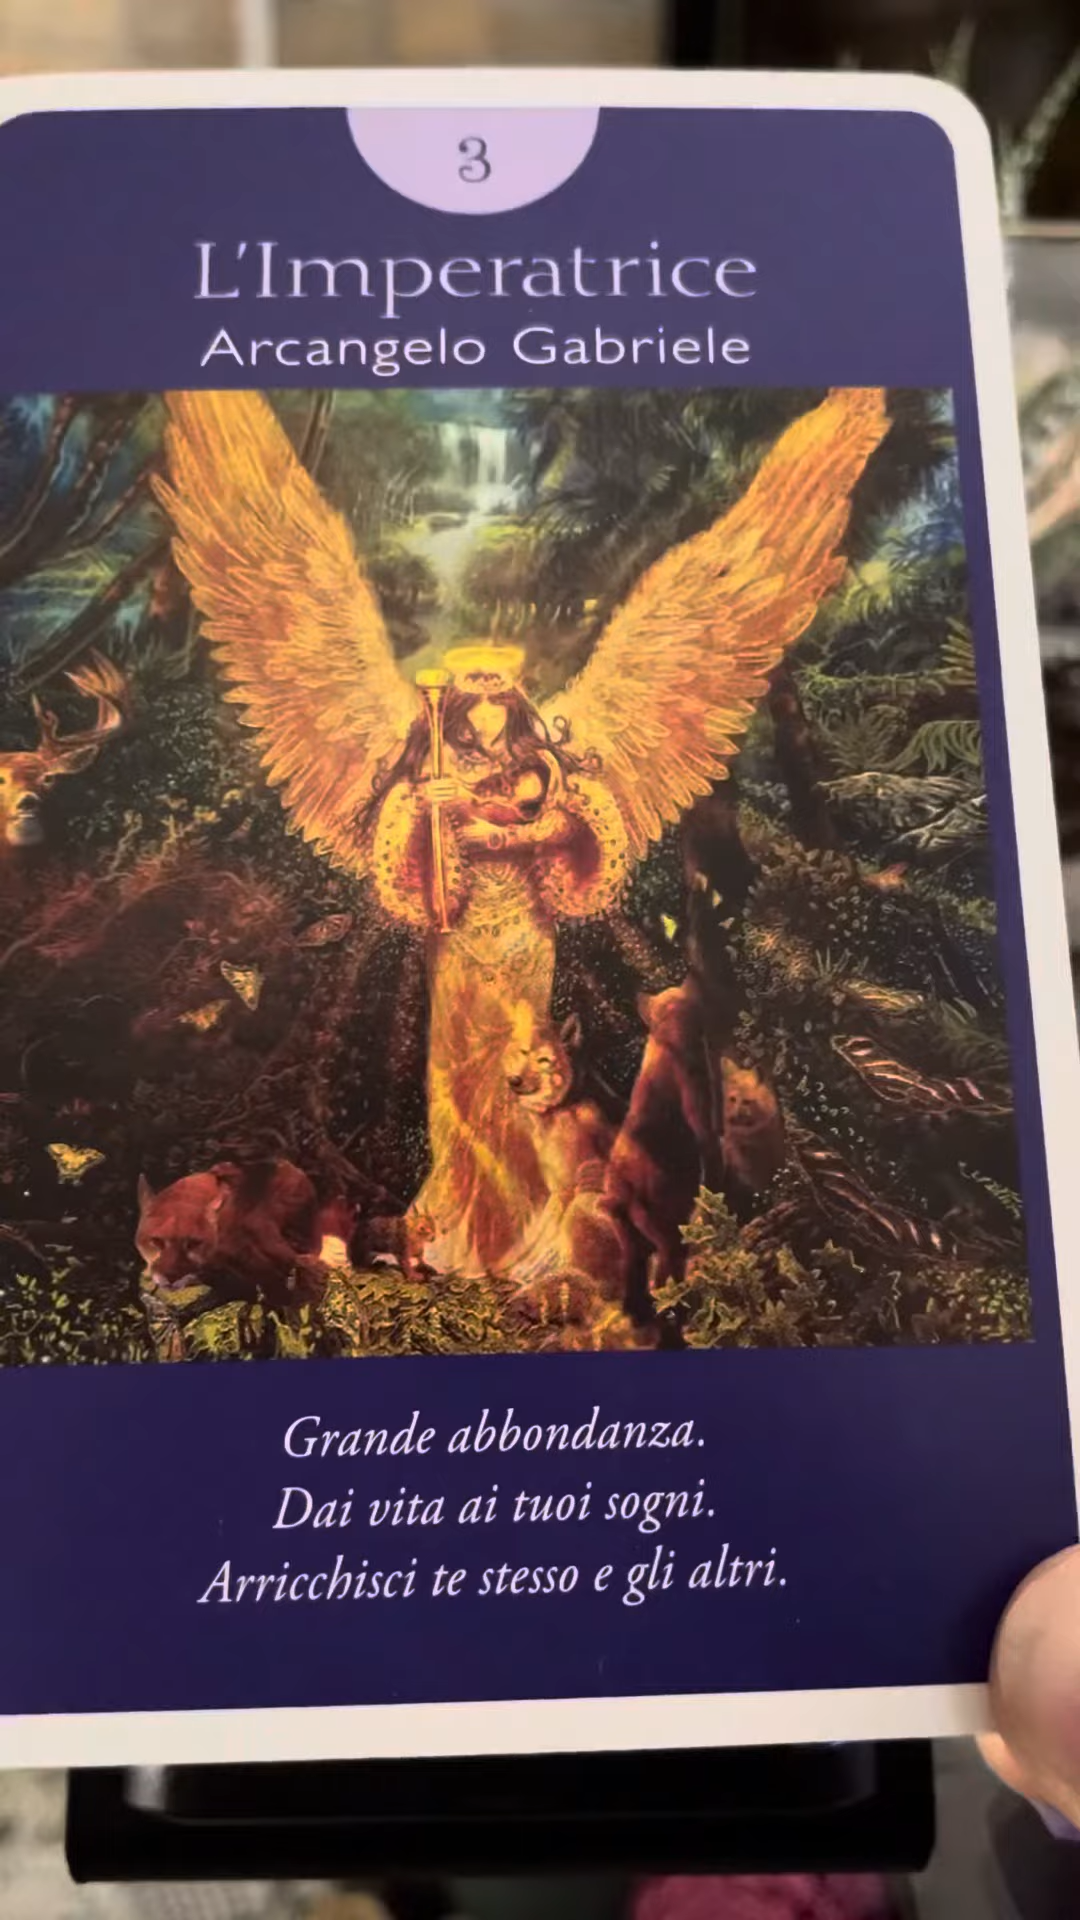 3
L'Imperatrice
Arcangelo Gabriele
Grande abbondanza.
Dai vita ai tuoi sogni.
Arricchisci te stesso e gli altri.